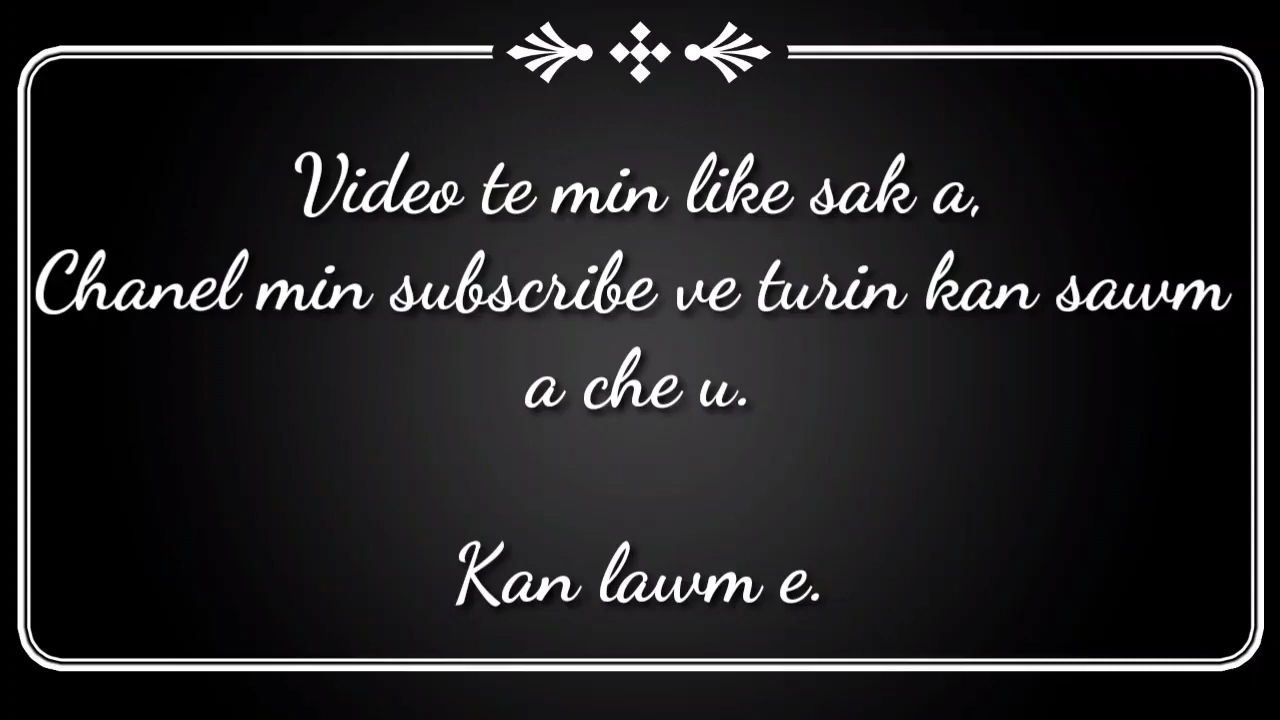 Video te min like sak a,
Chanel min subscribe ve turin kan sawm
a che u.
Kan lawm e.